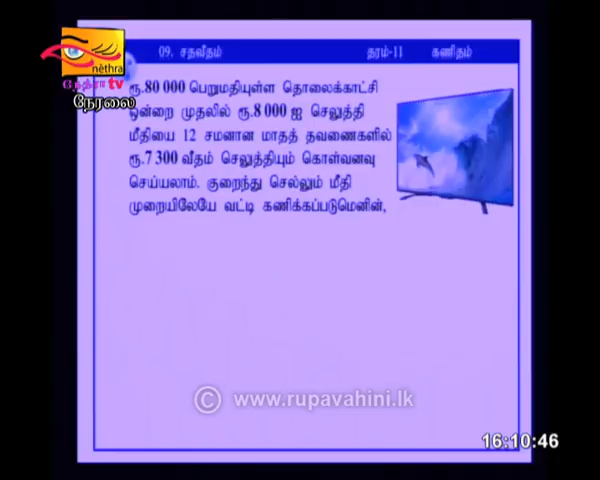 nethra
நேத்ரா tv
நேரலை
09. சதவீதம் தரம்-11 கணிதம்
ரூ.80 000 பெறுமதியுள்ள தொலைக்காட்சி
ஒன்றை முதலில் ரூ.8 000 ஐ செலுத்தி
மீதியை 12 சமனான மாதத் தவணைகளில்
ரூ.7 300 வீதம் செலுத்தியும் கொள்வனவு
செய்யலாம். குறைந்து செல்லும் மீதி
முறையிலேயே வட்டி கணிக்கப்படுமெனின்,
© www.rupavahini.lk
16:10:46